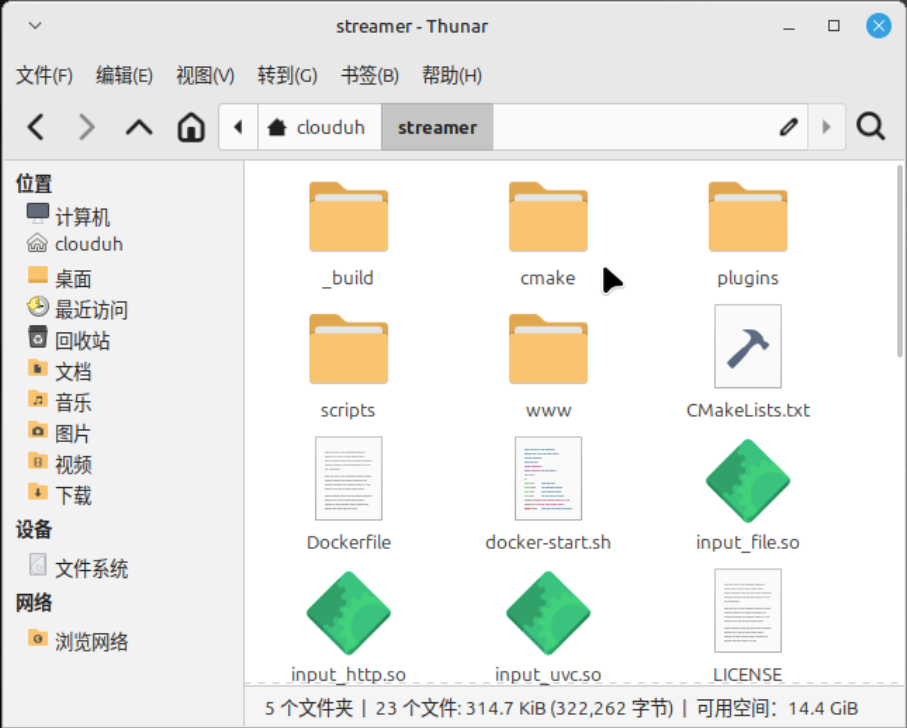 streamer - Thunar
文件(F) 编辑(E) 视图(V) 转到(G) 书签(B) 帮助(H)
clouduh streamer
位置
计算机
clouduh
桌面
最近访问
回收站
文档
音乐
图片
视频
下载
设备
文件系统
网络
浏览网络
_build cmake plugins
scripts www CMakeLists.txt
Dockerfile docker-start.sh input_file.so
input_http.so input_uvc.so LICENSE
5 个文件夹 | 23 个文件: 314.7 KiB (322,262 字节) | 可用空间: 14.4 GiB